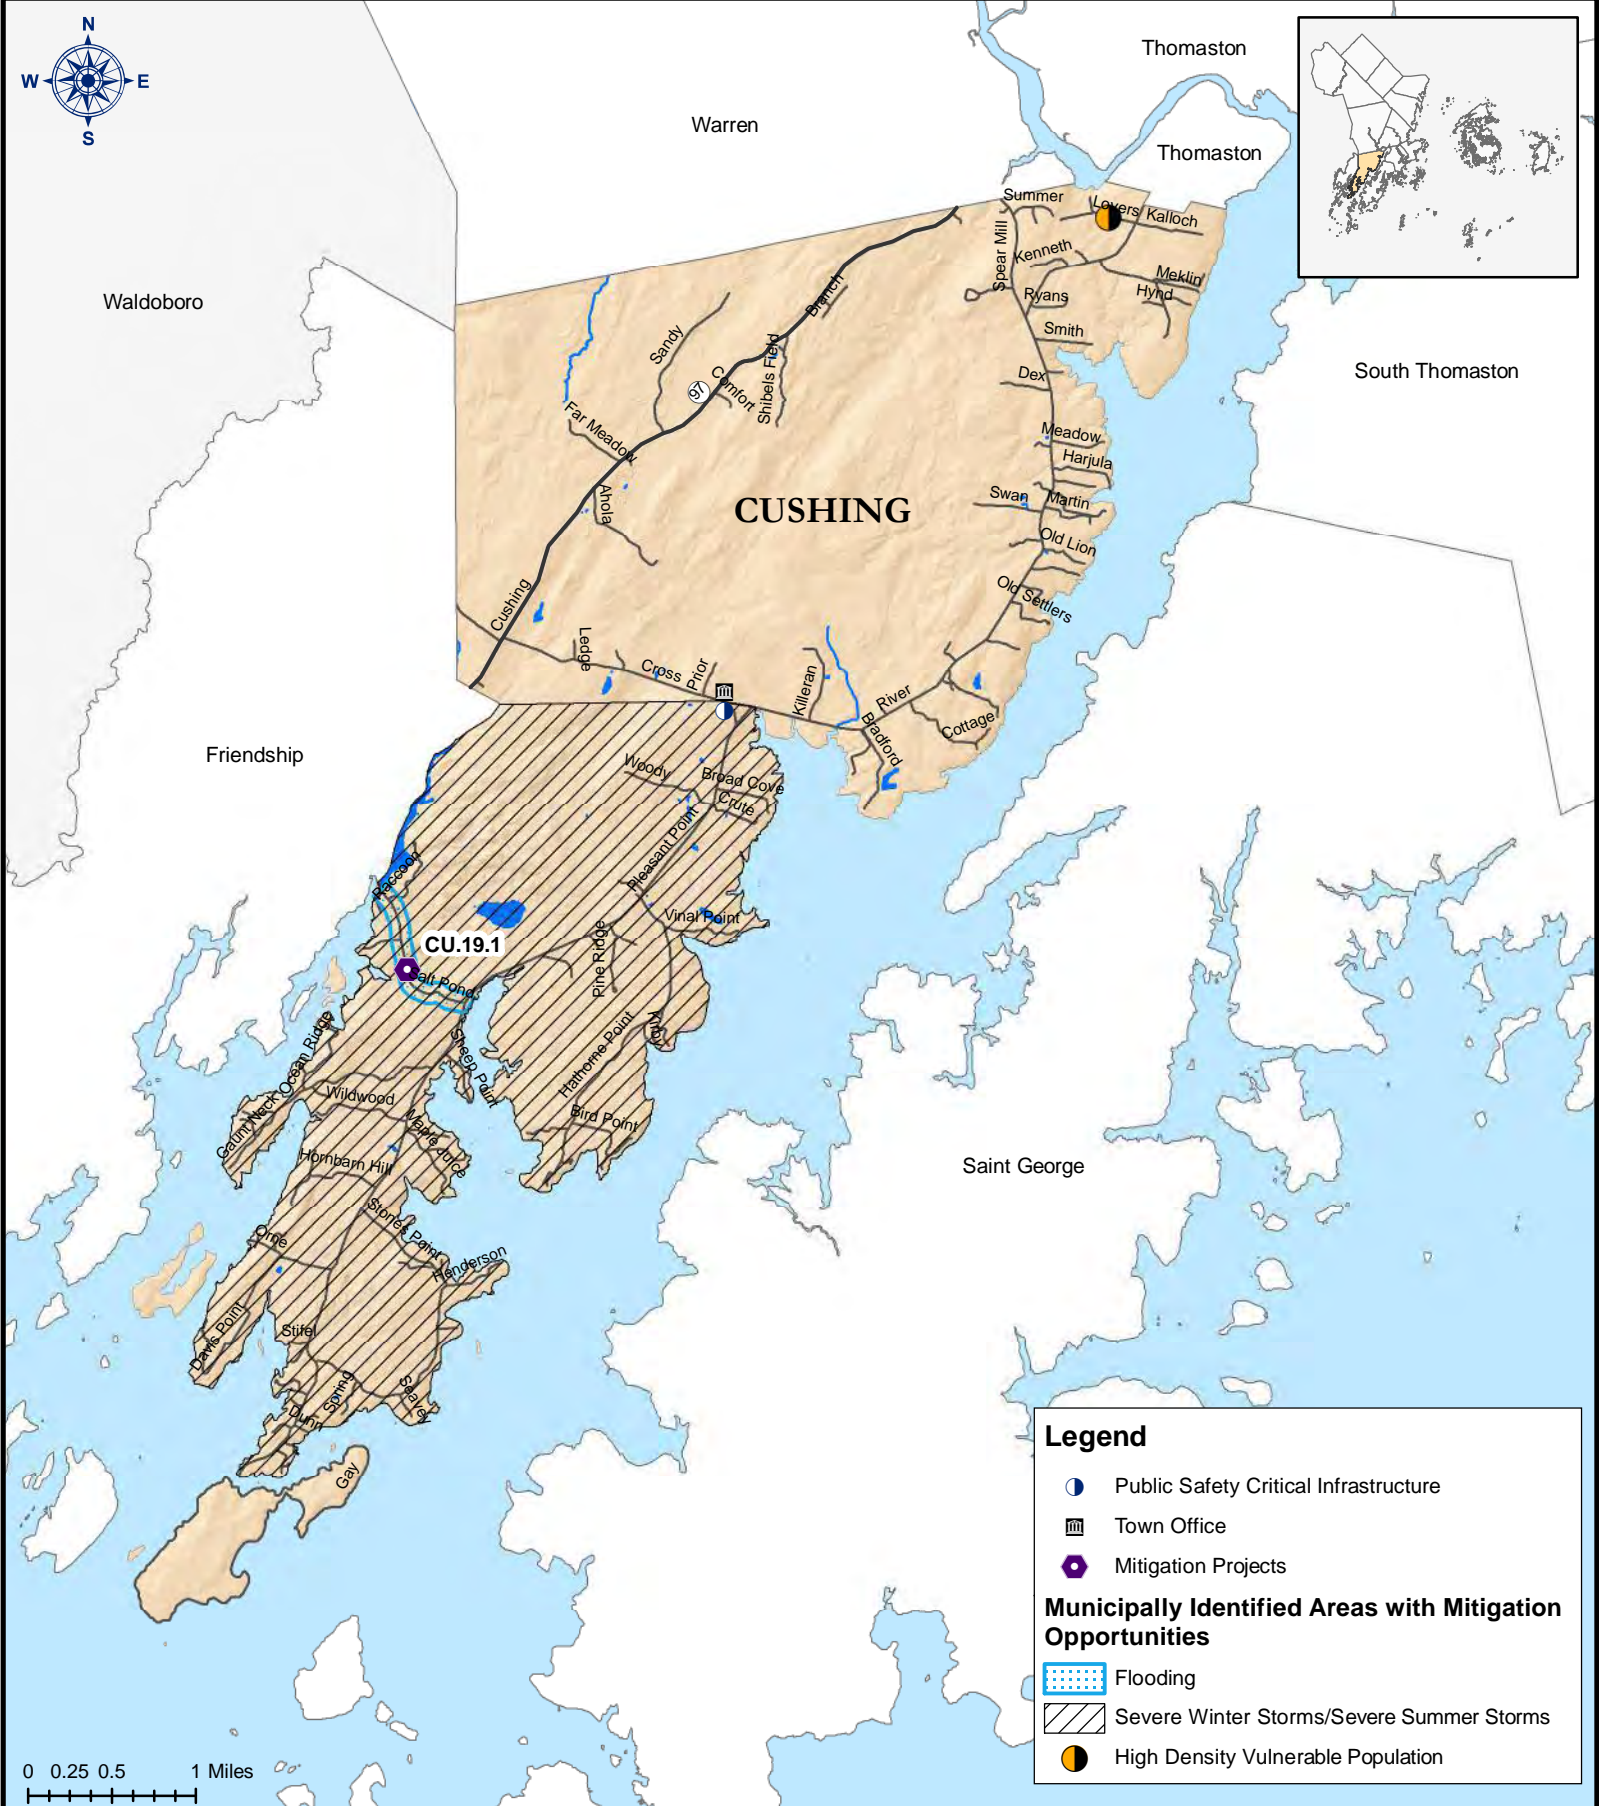 N
W E
S
Thomaston
Warren
Thomaston
Waldoboro
South Thomaston
Friendship
Saint George
CUSHING
Summer
Lovers
Kalloch
Spear Mill
Kenneth
Meklin
Hynd
Ryans
Smith
Dex
Meadow
Harjula
Swan
Martin
Old Lion
Old Settlers
Branch
Sandy
Comfort
Shibels Field
97
Far Meadow
Ahola
Cushing
Ledge
Cross
Prior
Killeran
River
Bradford
Cottage
Woody
Broad Cove
Crute
Pleasant Point
Raccoon
Vinal Point
CU.19.1
Salt Pond
Pine Ridge
Kirby
Hathorne Point
Bird Point
Sheep Point
Ocean Ridge
Gaunt Neck
Wildwood
Maple Juice
Hornbarn Hill
Stones Point
Henderson
Orne
Davis Point
Stifel
Spring
Seavey
Dunn
Gay
Legend
Public Safety Critical Infrastructure
Town Office
Mitigation Projects
Municipally Identified Areas with Mitigation
Opportunities
Flooding
Severe Winter Storms/Severe Summer Storms
High Density Vulnerable Population
0 0.25 0.5 1 Miles